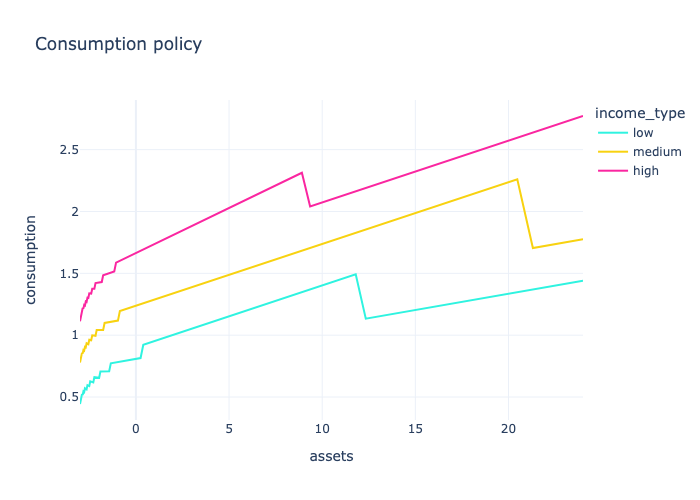 Consumption policy
income_type
low
medium
high
consumption
2.5
2
1.5
1
0.5
0
5
10
15
20
assets